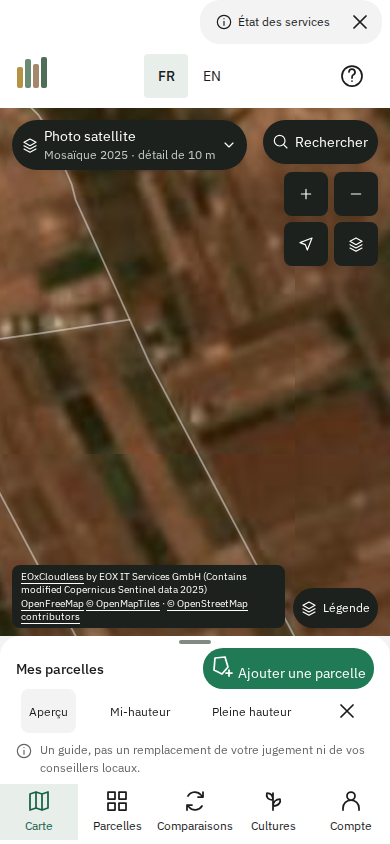 État des services
FR
EN
Photo satellite
Mosaïque 2025 · détail de 10 m
Rechercher
EOxCloudless by EOX IT Services GmbH (Contains
modified Copernicus Sentinel data 2025)
OpenFreeMap © OpenMapTiles · © OpenStreetMap
contributors
Légende
Mes parcelles
Ajouter une parcelle
Aperçu
Mi-hauteur
Pleine hauteur
Un guide, pas un remplacement de votre jugement ni de vos
conseillers locaux.
Carte
Parcelles
Comparaisons
Cultures
Compte